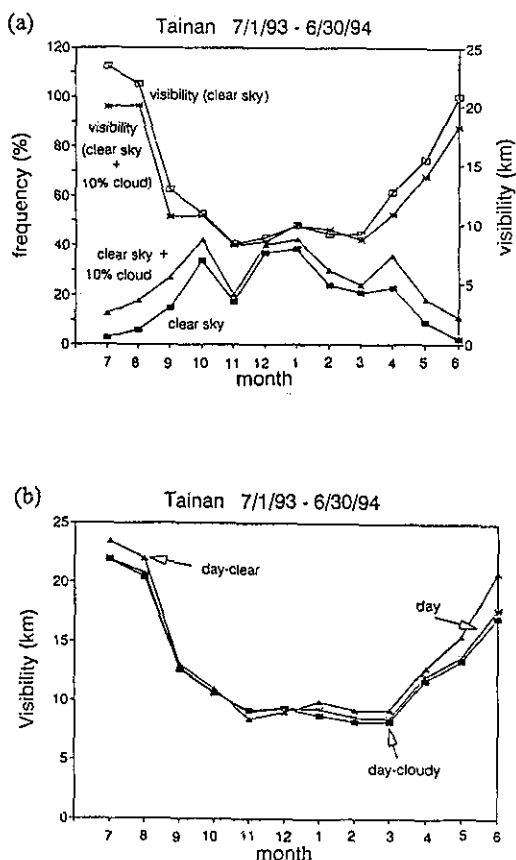 (a)
Tainan 7/1/93 - 6/30/94
120
100
80
60
40
20
0
frequency (%)
25
20
15
10
5
0
visibility (km)
visibility (clear sky)
visibility
(clear sky
+
10% cloud)
clear sky +
10% cloud
clear sky
7 8 9 10 11 12 1 2 3 4 5 6
month
(b)
Tainan 7/1/93 - 6/30/94
25
20
15
10
5
0
Visibility (km)
day-clear
day
day-cloudy
7 8 9 10 11 12 1 2 3 4 5 6
month